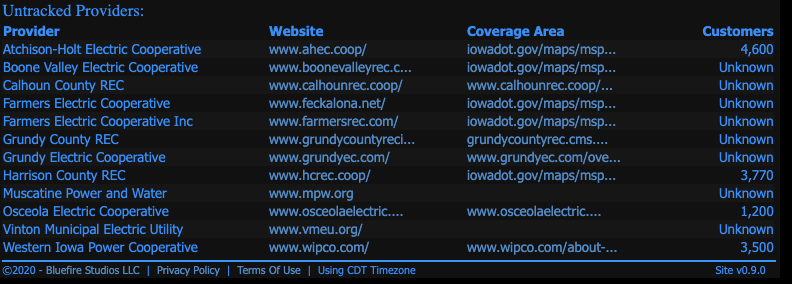 Untracked Providers:
Provider Website Coverage Area Customers
Atchison-Holt Electric Cooperative www.ahec.coop/ iowadot.gov/maps/msp... 4,600
Boone Valley Electric Cooperative www.boonevalleyrec.c... iowadot.gov/maps/msp... Unknown
Calhoun County REC www.calhounrec.coop/ www.calhounrec.coop/... Unknown
Farmers Electric Cooperative www.feckalona.net/ iowadot.gov/maps/msp... Unknown
Farmers Electric Cooperative Inc www.farmersrec.com/ iowadot.gov/maps/msp... Unknown
Grundy County REC www.grundycountyreci... grundycountyrec.cms.... Unknown
Grundy Electric Cooperative www.grundyec.com/ www.grundyec.com/ove... Unknown
Harrison County REC www.hcrec.coop/ iowadot.gov/maps/msp... 3,770
Muscatine Power and Water www.mpw.org Unknown
Osceola Electric Cooperative www.osceolaelectric.... www.osceolaelectric.... 1,200
Vinton Municipal Electric Utility www.vmeu.org/ Unknown
Western Iowa Power Cooperative www.wipco.com/ www.wipco.com/about-... 3,500
©2020 - Bluefire Studios LLC | Privacy Policy | Terms Of Use | Using CDT Timezone Site v0.9.0